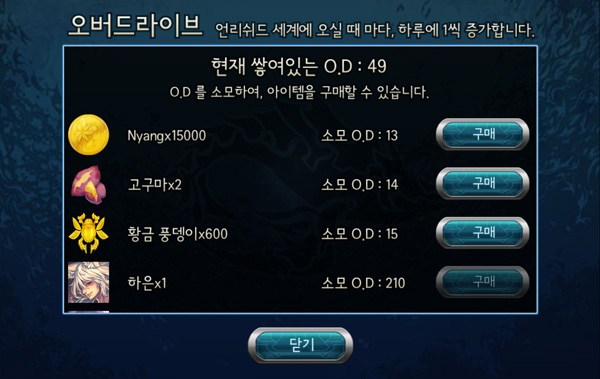 오버드라이브 언리쉬드 세계에 오실 때 마다, 하루에 1씩 증가합니다.
현재 쌓여있는 O.D : 49
O.D 를 소모하여, 아이템을 구매할 수 있습니다.
Nyangx15000 소모 O.D : 13 구매
고구마x2 소모 O.D : 14 구매
황금 풍뎅이x600 소모 O.D : 15 구매
하은x1 소모 O.D : 210 구매
닫기